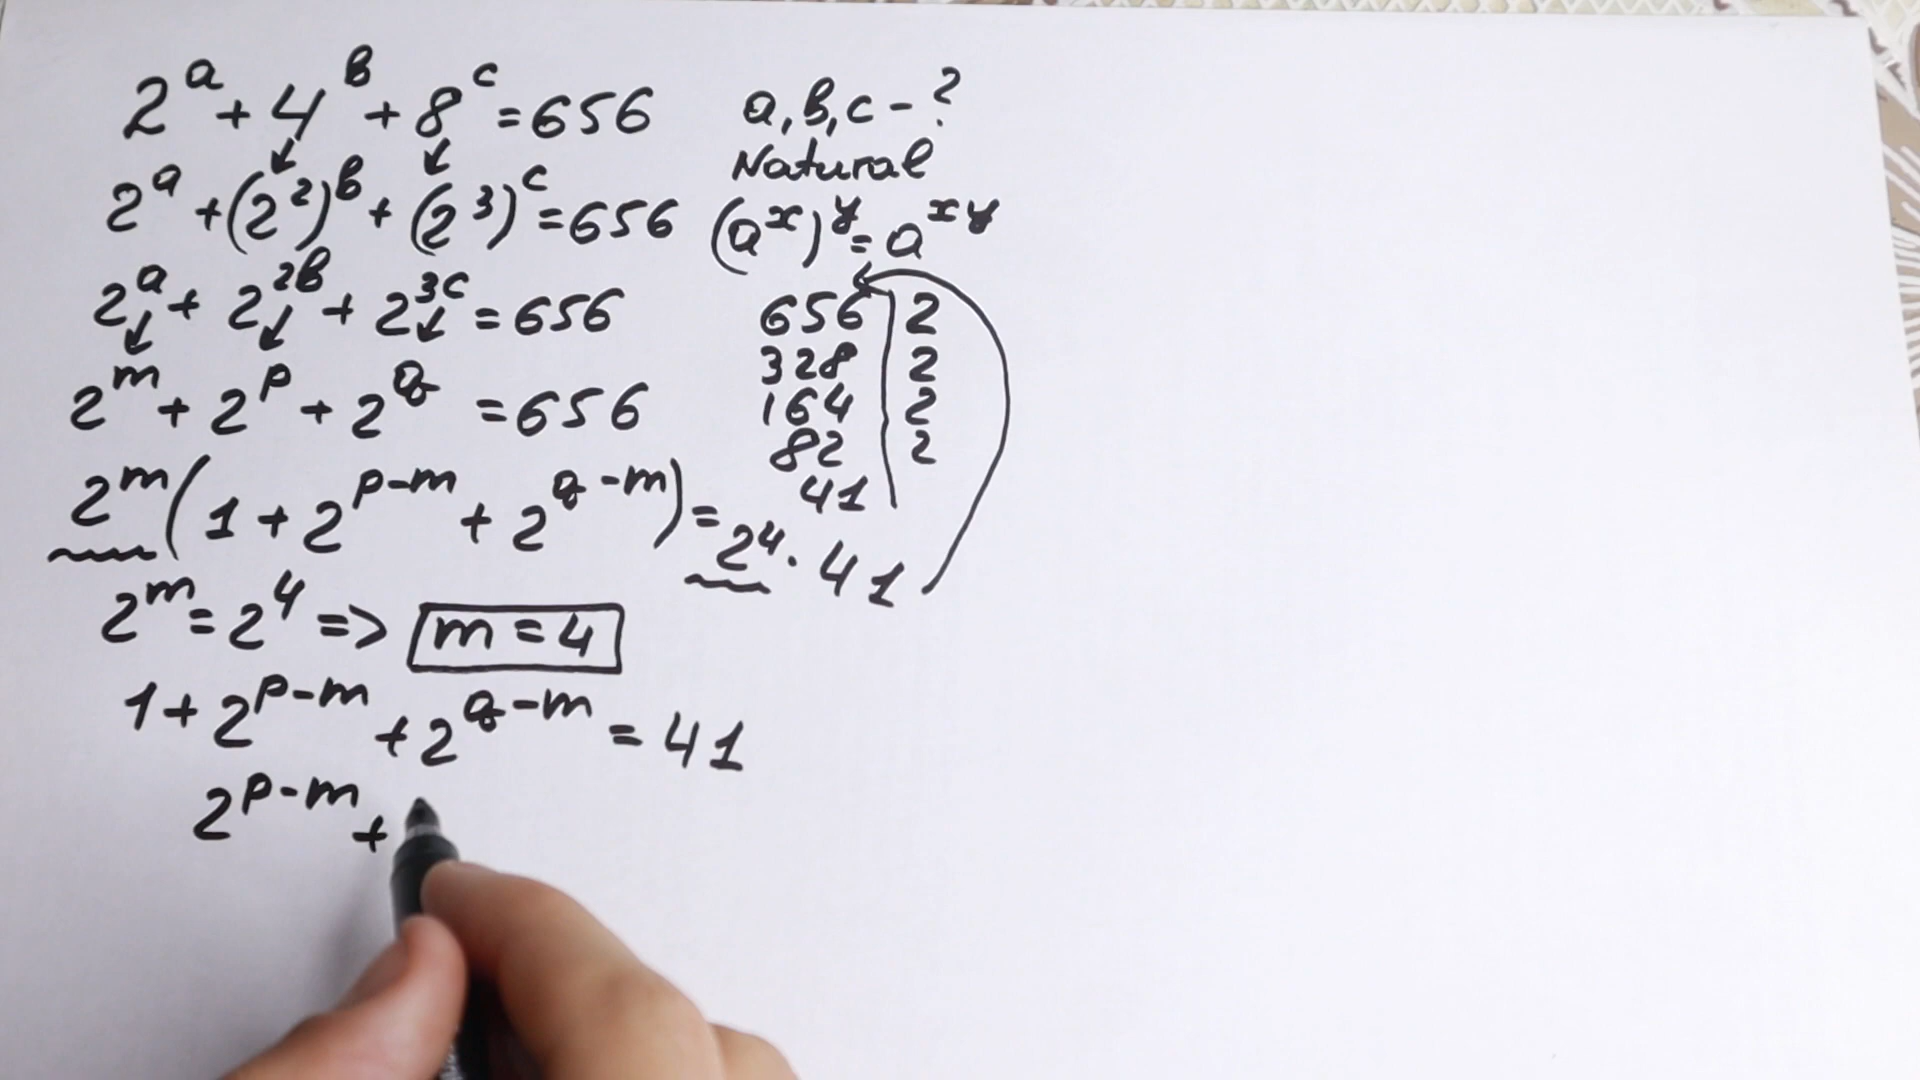 2^a + 4^b + 8^c = 656
a, b, c - ?
Natural
2^a + (2^2)^b + (2^3)^c = 656
(a^x)^y = a^xy
2^a + 2^2b + 2^3c = 656
656 | 2
328 | 2
164 | 2
82 | 2
41
2^m + 2^p + 2^q = 656
2^m (1 + 2^p-m + 2^q-m) = 2^4 · 41
2^m = 2^4 => m = 4
1 + 2^p-m + 2^q-m = 41
2^p-m +